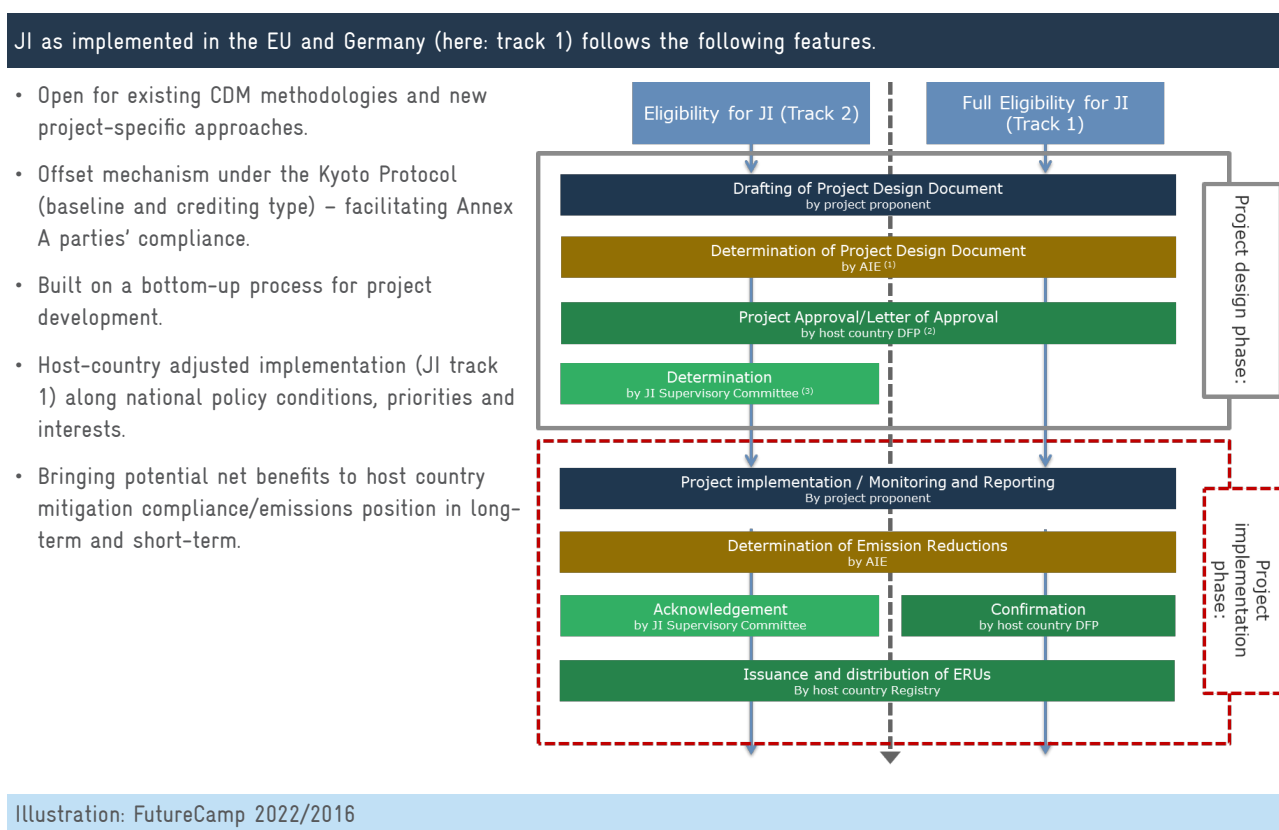 JI as implemented in the EU and Germany (here: track 1) follows the following features.
• Open for existing CDM methodologies and new
project-specific approaches.
• Offset mechanism under the Kyoto Protocol
(baseline and crediting type) – facilitating Annex
A parties’ compliance.
• Built on a bottom-up process for project
development.
• Host-country adjusted implementation (JI track
1) along national policy conditions, priorities and
interests.
• Bringing potential net benefits to host country
mitigation compliance/emissions position in long-
term and short-term.
Eligibility for JI (Track 2)
Full Eligibility for JI
(Track 1)
Drafting of Project Design Document
by project proponent
Determination of Project Design Document
by AIE (1)
Project Approval/Letter of Approval
by host country DFP (2)
Determination
by JI Supervisory Committee (3)
Project design phase:
Project implementation / Monitoring and Reporting
By project proponent
Determination of Emission Reductions
by AIE
Acknowledgement
by JI Supervisory Committee
Confirmation
by host country DFP
Issuance and distribution of ERUs
By host country Registry
Project
implementation
phase:
Illustration: FutureCamp 2022/2016